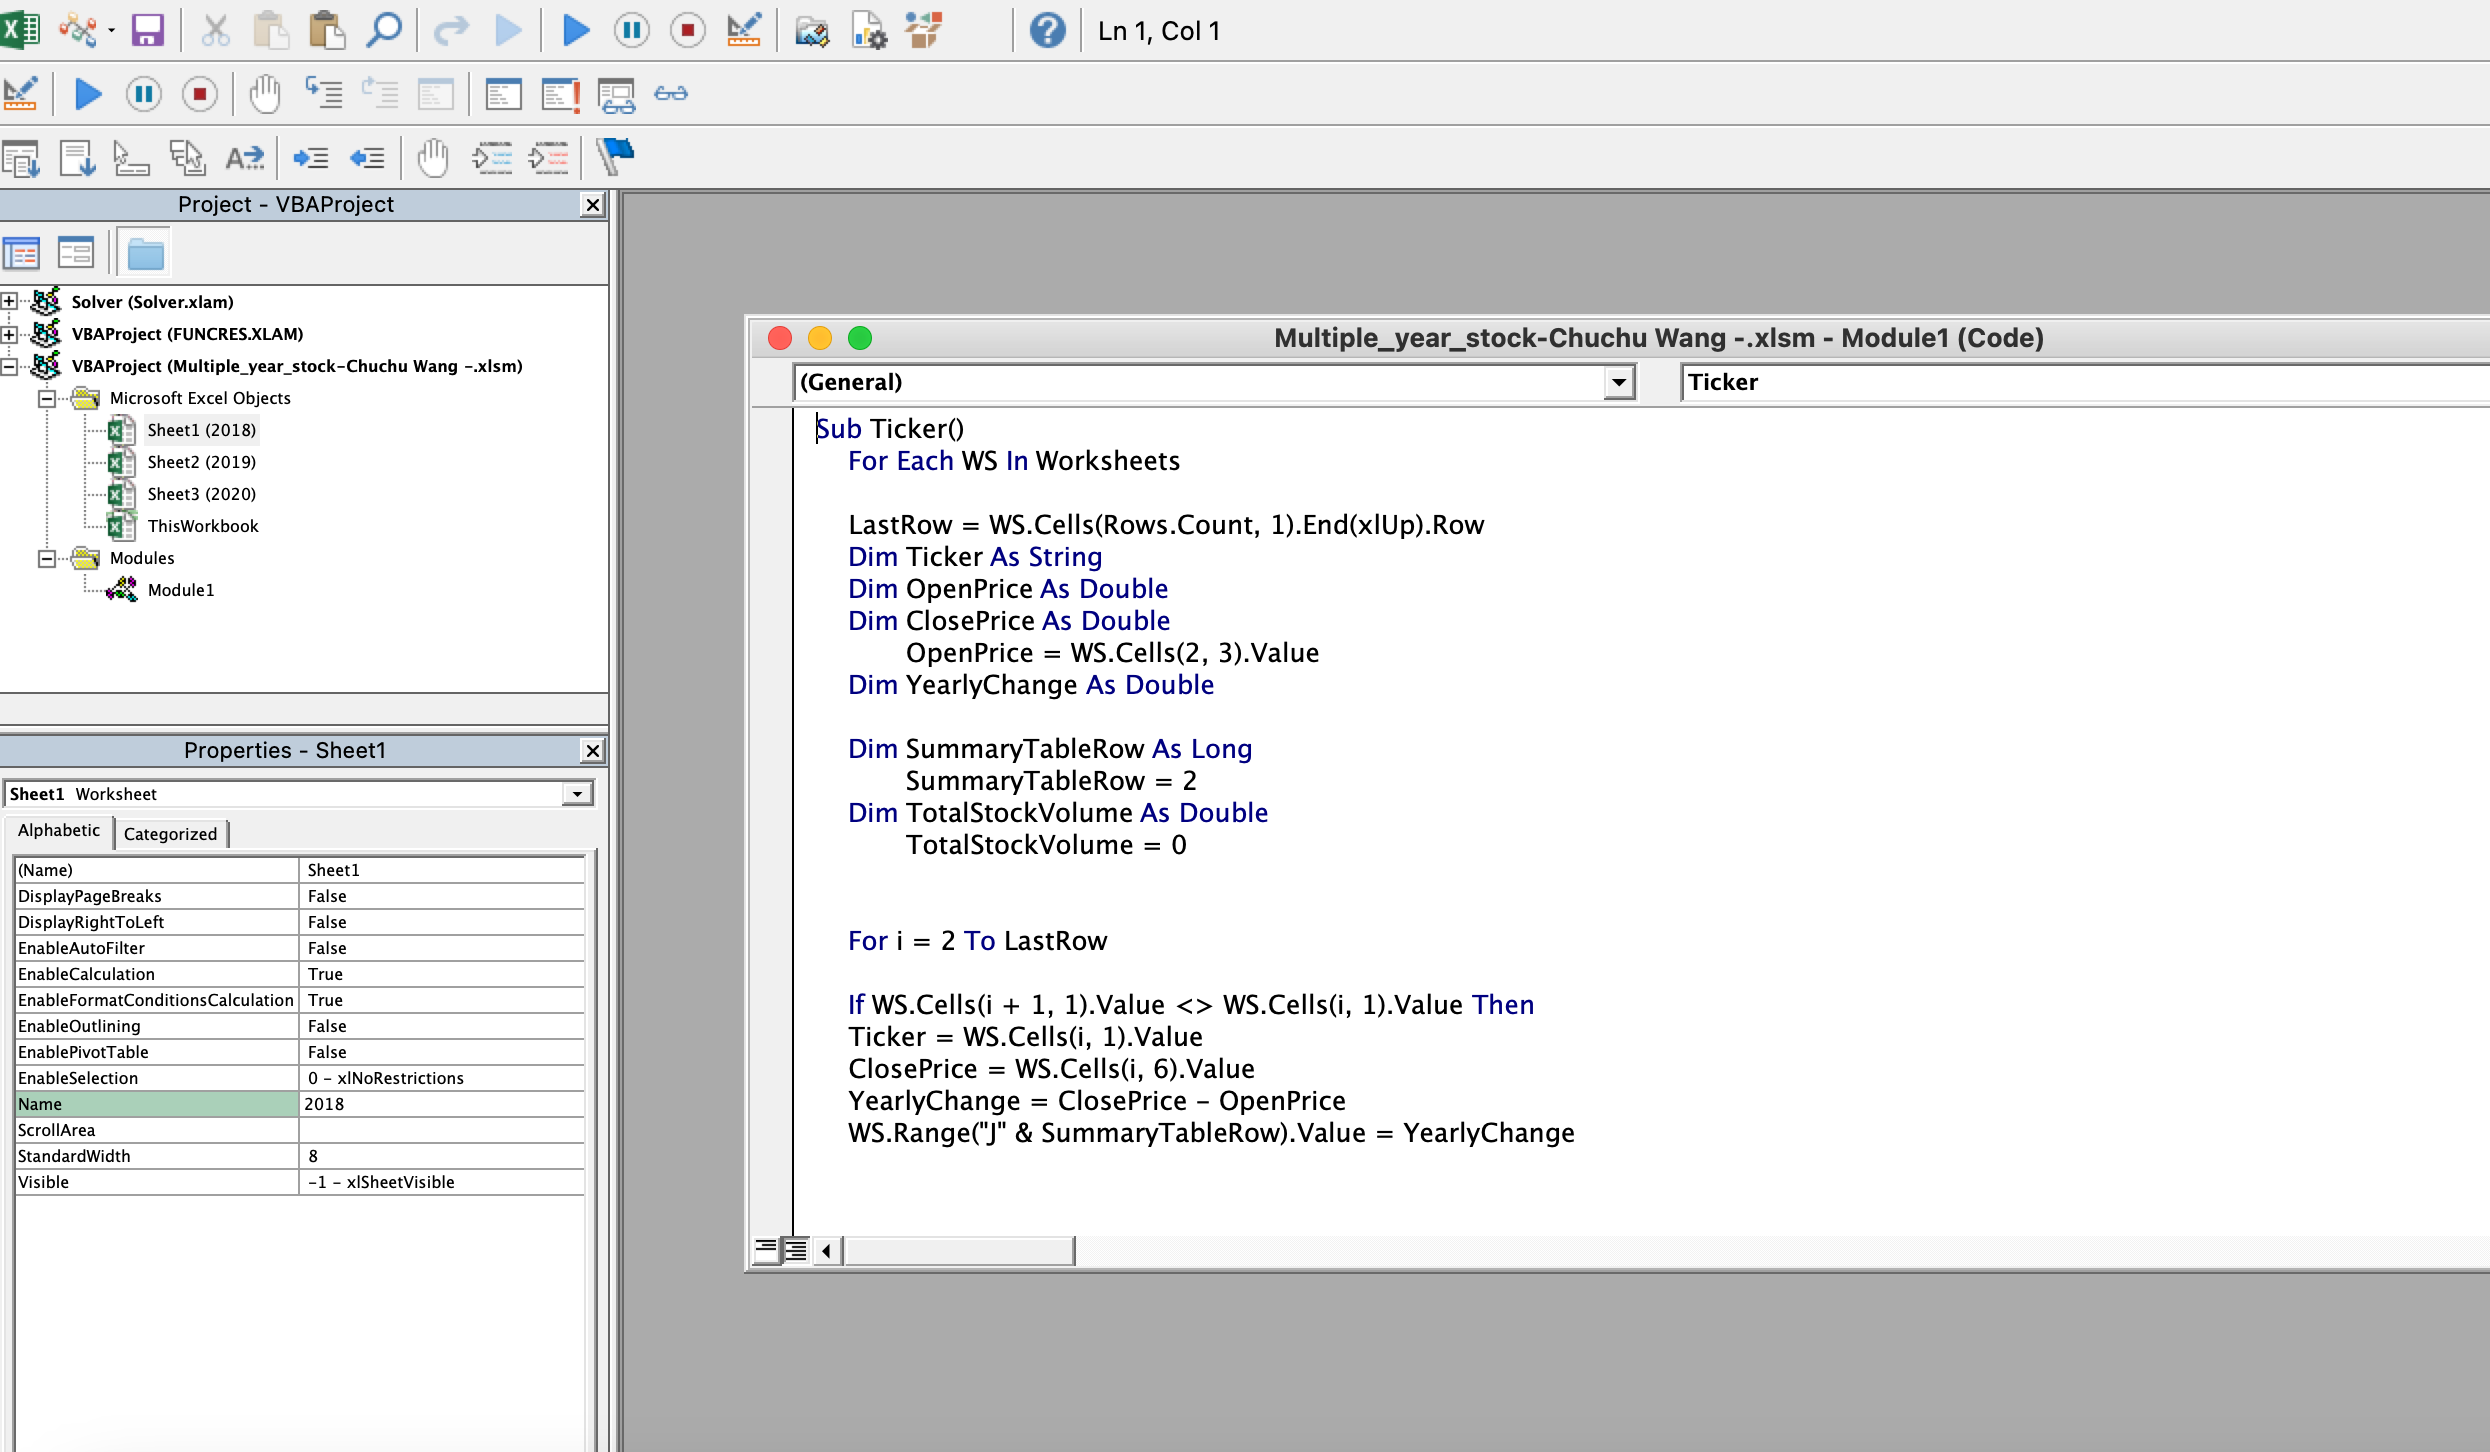 Ln 1, Col 1
Project - VBAProject
Solver (Solver.xlam)
VBAProject (FUNCRES.XLAM)
VBAProject (Multiple_year_stock-Chuchu Wang -.xlsm)
Microsoft Excel Objects
Sheet1 (2018)
Sheet2 (2019)
Sheet3 (2020)
ThisWorkbook
Modules
Module1
Properties - Sheet1
Sheet1 Worksheet
Alphabetic
Categorized
(Name) Sheet1
DisplayPageBreaks False
DisplayRightToLeft False
EnableAutoFilter False
EnableCalculation True
EnableFormatConditionsCalculation True
EnableOutlining False
EnablePivotTable False
EnableSelection 0 - xlNoRestrictions
Name 2018
ScrollArea
StandardWidth 8
Visible -1 - xlSheetVisible
Multiple_year_stock-Chuchu Wang -.xlsm - Module1 (Code)
(General)
Ticker
Sub Ticker()
For Each WS In Worksheets
LastRow = WS.Cells(Rows.Count, 1).End(xlUp).Row
Dim Ticker As String
Dim OpenPrice As Double
Dim ClosePrice As Double
OpenPrice = WS.Cells(2, 3).Value
Dim YearlyChange As Double
Dim SummaryTableRow As Long
SummaryTableRow = 2
Dim TotalStockVolume As Double
TotalStockVolume = 0
For i = 2 To LastRow
If WS.Cells(i + 1, 1).Value <> WS.Cells(i, 1).Value Then
Ticker = WS.Cells(i, 1).Value
ClosePrice = WS.Cells(i, 6).Value
YearlyChange = ClosePrice - OpenPrice
WS.Range("J" & SummaryTableRow).Value = YearlyChange